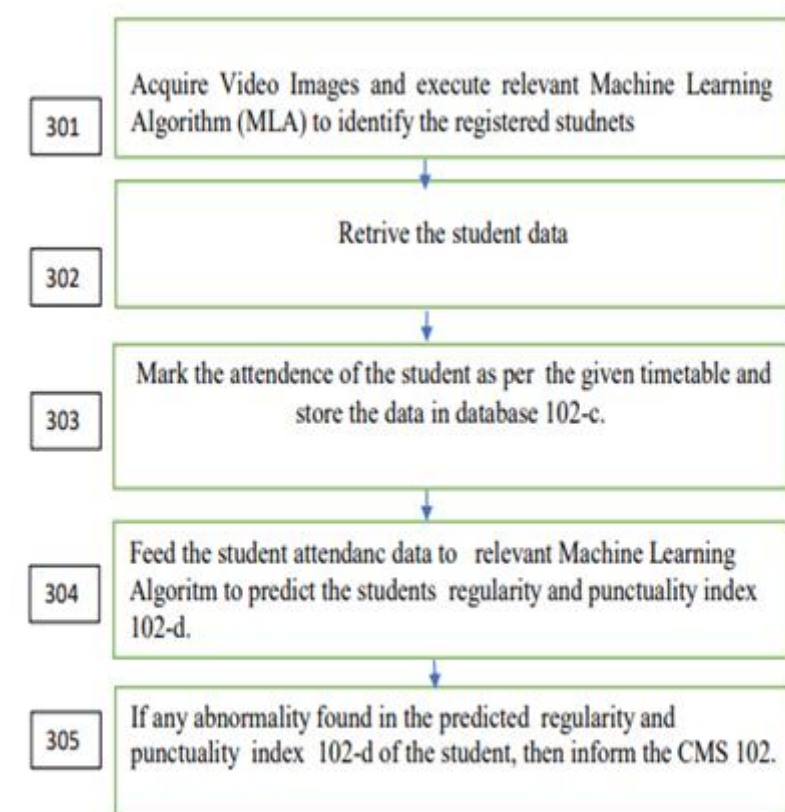 Acquire Video Images and execute relevant Machine Learning
301
Algorithm (MLA) to identify the registered studnets
Retrive the student data
302
Mark the attendence of the student as per the given timetable and
store the data in database 102-c.
303
Feed the student attendanc data to relevant Machine Learning
304
Algoritm to predict the students regularity and punctuality index
102-d.
If any abnormality found in the predicted regularity and
305
punctuality index 102-d of the student, then inform the CMS 102.